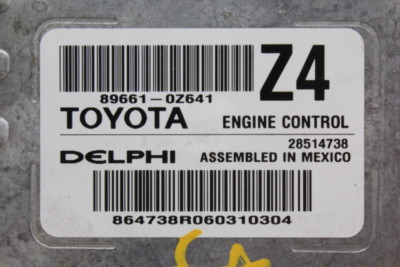 Z4
89661-0Z641
TOYOTA ENGINE CONTROL
28514738
DELPHI ASSEMBLED IN MEXICO
864738R060310304